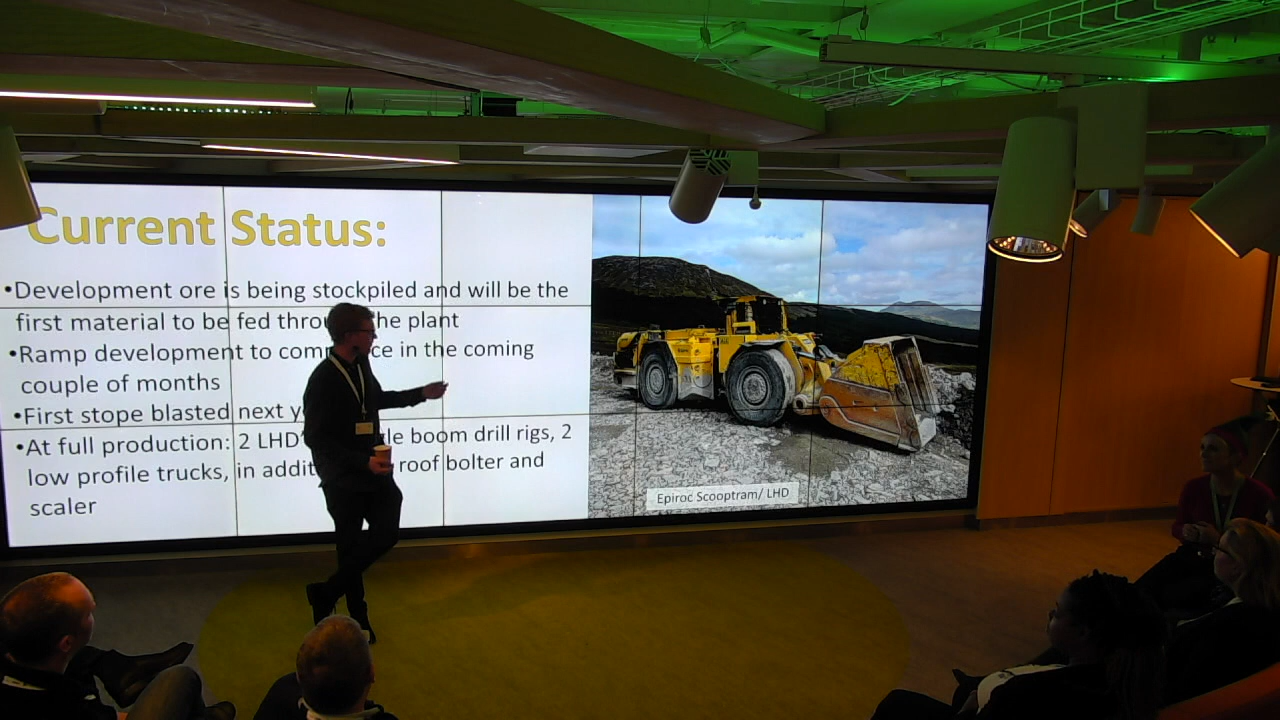 Current Status:
•Development ore is being stockpiled and will be the
first material to be fed the plant
•Ramp development to in the coming
couple of months
•First stope blasted next
•At full production: 2 boom drill rigs, 2
low profile trucks, in roof bolter and
scaler
Epiroc Scooptram/ LHD